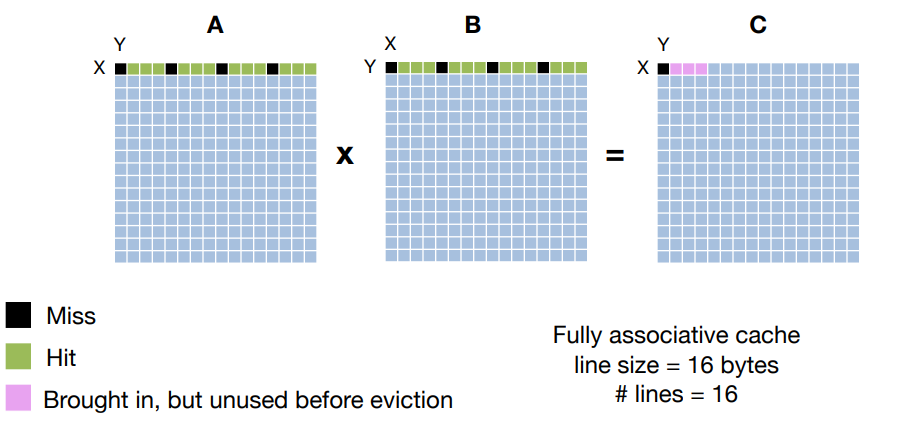 A
B
C
Y
X
Y
X
Y
X
x
=
Miss
Hit
Brought in, but unused before eviction
Fully associative cache
line size = 16 bytes
# lines = 16